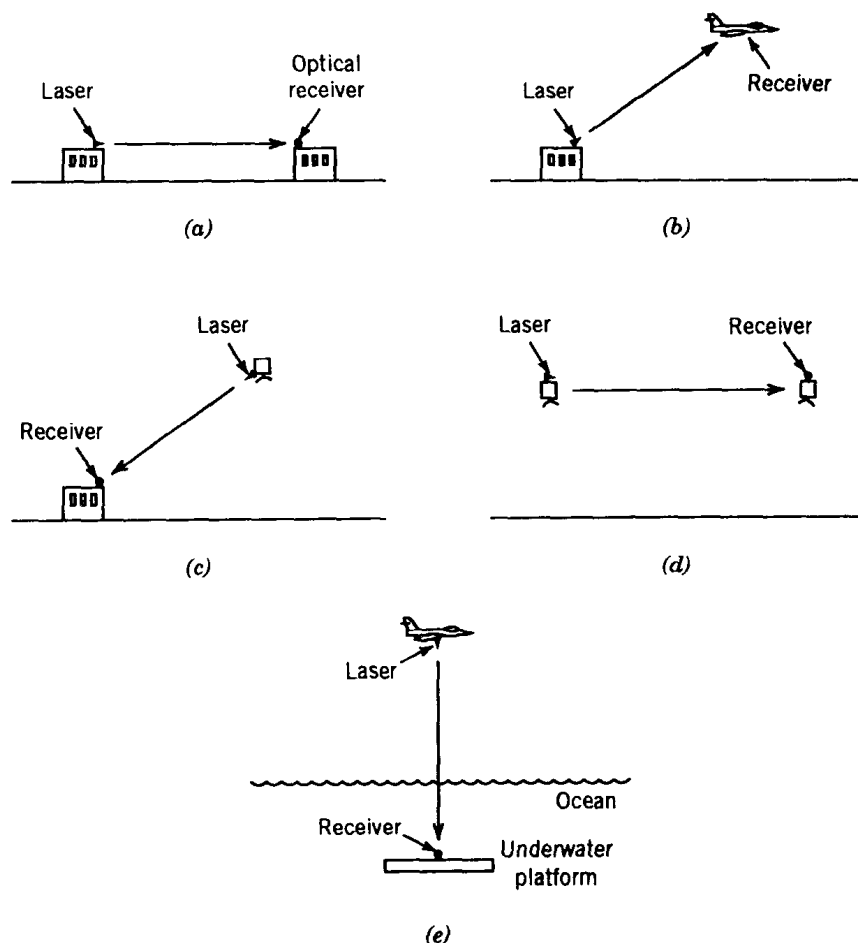 Laser
Optical
receiver
(a)
Laser
Receiver
(b)
Laser
Receiver
(c)
Laser
Receiver
(d)
Laser
Ocean
Receiver
Underwater
platform
(e)